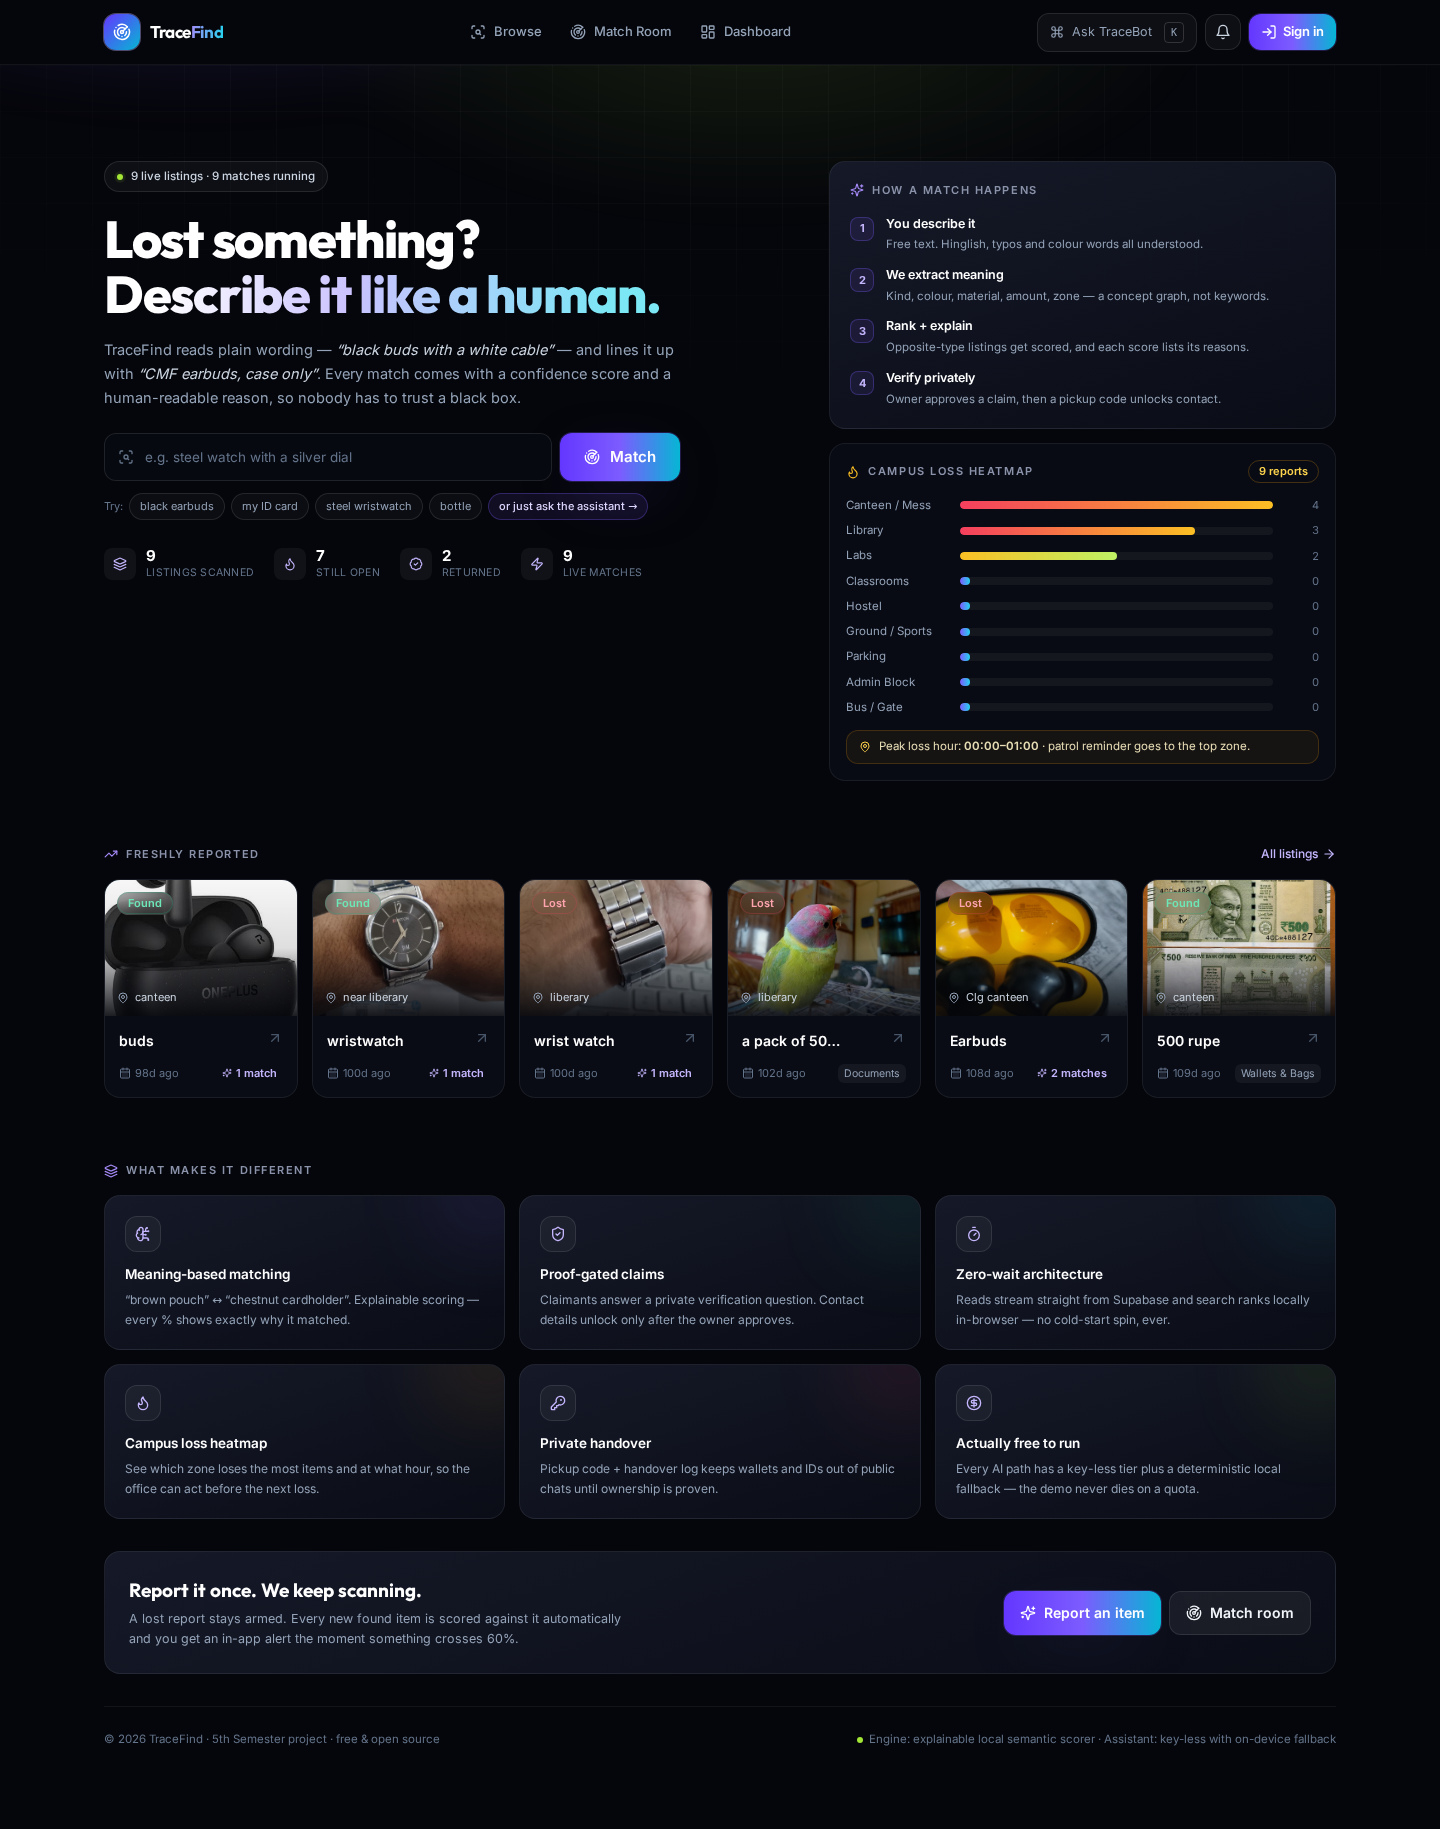 TraceFind
Browse
Match Room
Dashboard
Ask TraceBot K
Sign in
9 live listings · 9 matches running
Lost something?
Describe it like a human.
TraceFind reads plain wording — “black buds with a white cable” — and lines it up
with “CMF earbuds, case only”. Every match comes with a confidence score and a
human-readable reason, so nobody has to trust a black box.
e.g. steel watch with a silver dial
Match
Try: black earbuds my ID card steel wristwatch bottle or just ask the assistant →
9 LISTINGS SCANNED
7 STILL OPEN
2 RETURNED
9 LIVE MATCHES
HOW A MATCH HAPPENS
1 You describe it
Free text. Hinglish, typos and colour words all understood.
2 We extract meaning
Kind, colour, material, amount, zone — a concept graph, not keywords.
3 Rank + explain
Opposite-type listings get scored, and each score lists its reasons.
4 Verify privately
Owner approves a claim, then a pickup code unlocks contact.
CAMPUS LOSS HEATMAP 9 reports
Canteen / Mess 4
Library 3
Labs 2
Classrooms 0
Hostel 0
Ground / Sports 0
Parking 0
Admin Block 0
Bus / Gate 0
Peak loss hour: 00:00–01:00 · patrol reminder goes to the top zone.
FRESHLY REPORTED
All listings →
Found
ONEPLUS
canteen
buds
98d ago 1 match
Found
near liberary
wristwatch
100d ago 1 match
Lost
liberary
wrist watch
100d ago 1 match
Lost
liberary
a pack of 50…
102d ago Documents
Lost
Clg canteen
Earbuds
108d ago 2 matches
Found
488127
₹500
₹500
₹500
canteen
500 rupe
109d ago Wallets & Bags
WHAT MAKES IT DIFFERENT
Meaning-based matching
“brown pouch” ↔ “chestnut cardholder”. Explainable scoring —
every % shows exactly why it matched.
Proof-gated claims
Claimants answer a private verification question. Contact
details unlock only after the owner approves.
Zero-wait architecture
Reads stream straight from Supabase and search ranks locally
in-browser — no cold-start spin, ever.
Campus loss heatmap
See which zone loses the most items and at what hour, so the
office can act before the next loss.
Private handover
Pickup code + handover log keeps wallets and IDs out of public
chats until ownership is proven.
Actually free to run
Every AI path has a key-less tier plus a deterministic local
fallback — the demo never dies on a quota.
Report it once. We keep scanning.
A lost report stays armed. Every new found item is scored against it automatically
and you get an in-app alert the moment something crosses 60%.
Report an item
Match room
© 2026 TraceFind · 5th Semester project · free & open source
Engine: explainable local semantic scorer · Assistant: key-less with on-device fallback